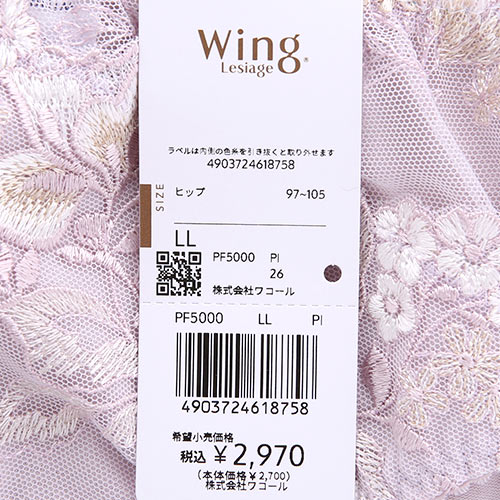 Wing®
Lesiage
ラベルは内側の色糸を引き抜くと取り外せます
4903724618758
SIZE
ヒップ 97~105
LL
PF5000 PI
26
株式会社ワコール
PF5000 LL PI
4903724618758
希望小売価格
税込 ¥2,970
(本体価格¥2,700)
株式会社ワコール